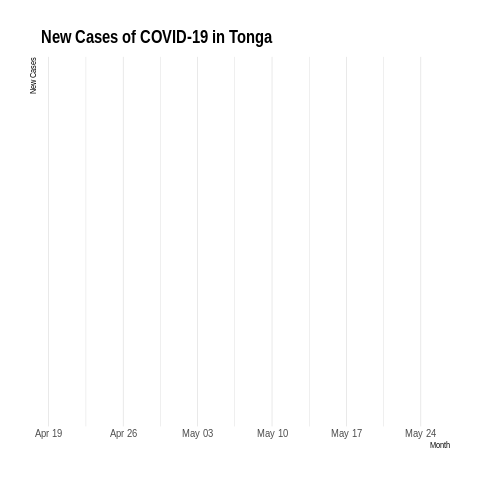 New Cases of COVID-19 in Tonga
New Cases
Apr 19 Apr 26 May 03 May 10 May 17 May 24
Month